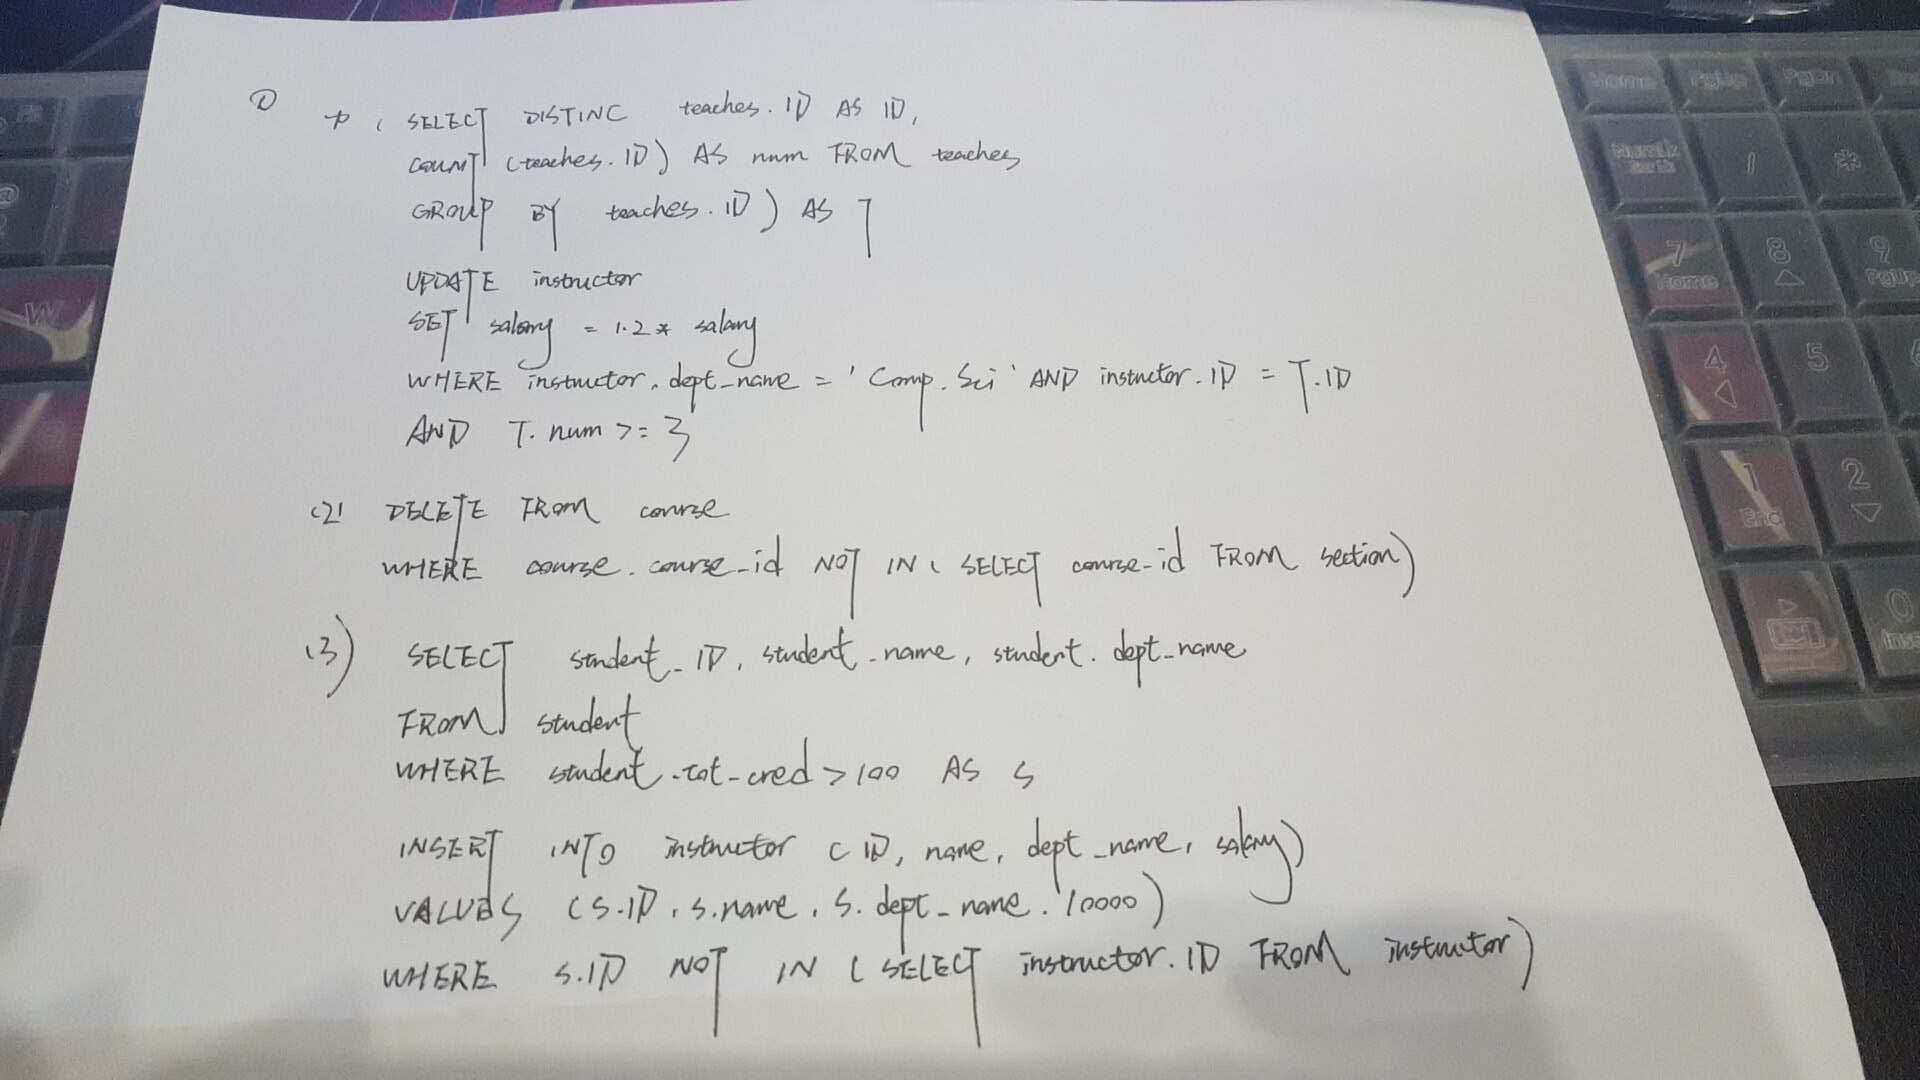 ①
( SELECT DISTINC teaches.ID AS ID,
COUNT (teaches.ID) AS num FROM teaches
GROUP BY teaches.ID) AS T
UPDATE instructor
SET salary = 1.2 * salary
WHERE instructor.dept_name = 'Comp.Sci' AND instructor.ID = T.ID
AND T.num >= 3
(2) DELETE FROM course
WHERE course.course_id NOT IN (SELECT course_id FROM section)
(3) SELECT student_ID, student_name, student.dept_name
FROM student
WHERE student.tot_cred > 100 AS S
INSERT INTO instructor (ID, name, dept_name, salary)
VALUES (S.ID, S.name, S.dept_name, 10000)
WHERE S.ID NOT IN (SELECT instructor.ID FROM instructor)
Home PgUp PgDn
NumLk / *
7 Home 8 9 PgUp
4 5
1 End 2
0 Ins
W